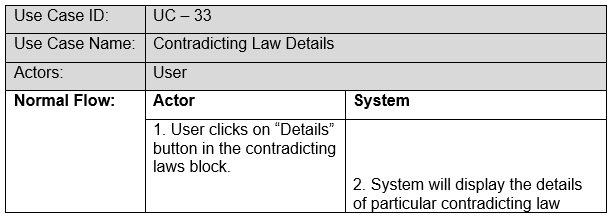 Use Case ID: UC – 33
Use Case Name: Contradicting Law Details
Actors: User
Normal Flow: Actor System
1. User clicks on “Details”
button in the contradicting
laws block.
2. System will display the details
of particular contradicting law